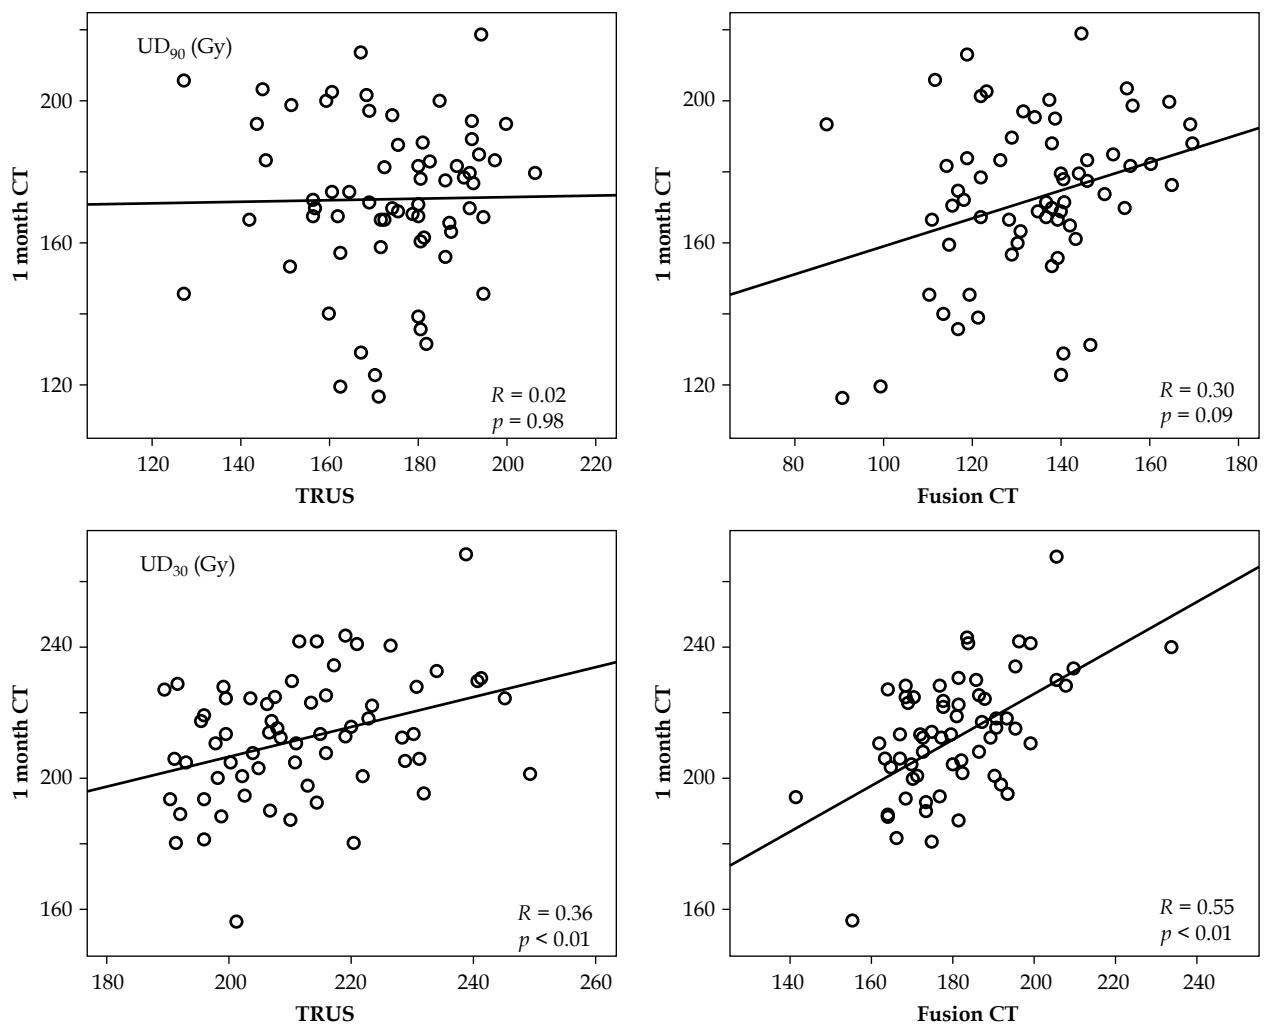 UD90 (Gy)
1 month CT
200
160
120
R = 0.02
p = 0.98
120 140 160 180 200 220
TRUS
1 month CT
200
160
120
R = 0.30
p = 0.09
80 100 120 140 160 180
Fusion CT
UD30 (Gy)
1 month CT
240
200
160
R = 0.36
p < 0.01
180 200 220 240 260
TRUS
1 month CT
240
200
160
R = 0.55
p < 0.01
140 160 180 200 220 240
Fusion CT